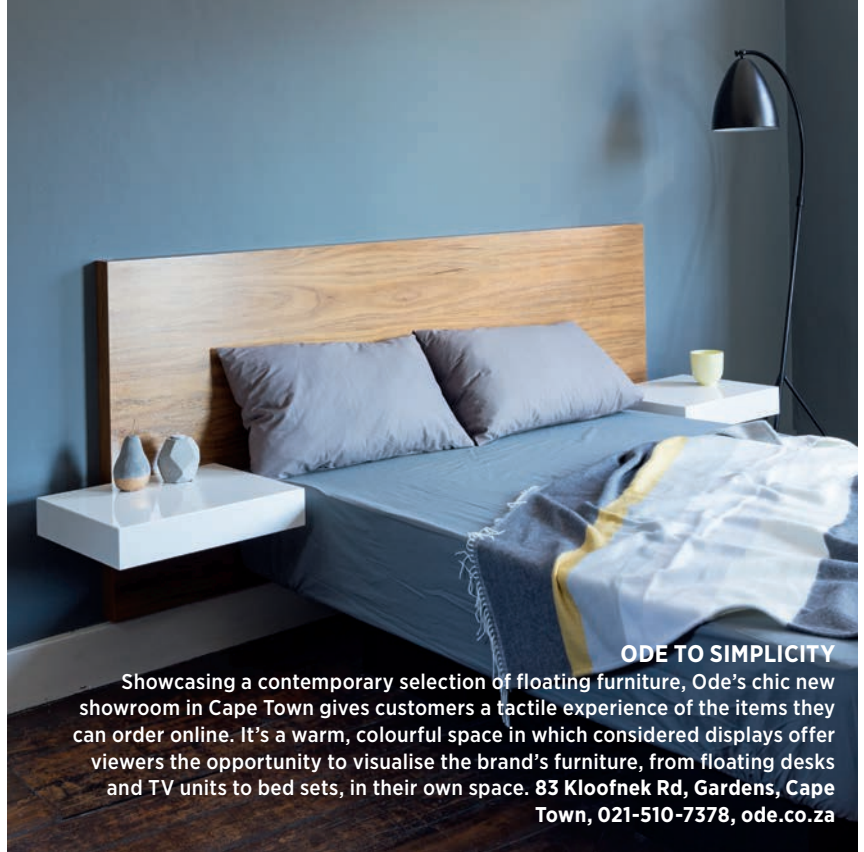 ODE TO SIMPLICITY
Showcasing a contemporary selection of floating furniture, Ode’s chic new
showroom in Cape Town gives customers a tactile experience of the items they
can order online. It’s a warm, colourful space in which considered displays offer
viewers the opportunity to visualise the brand’s furniture, from floating desks
and TV units to bed sets, in their own space. 83 Kloofnek Rd, Gardens, Cape
Town, 021-510-7378, ode.co.za